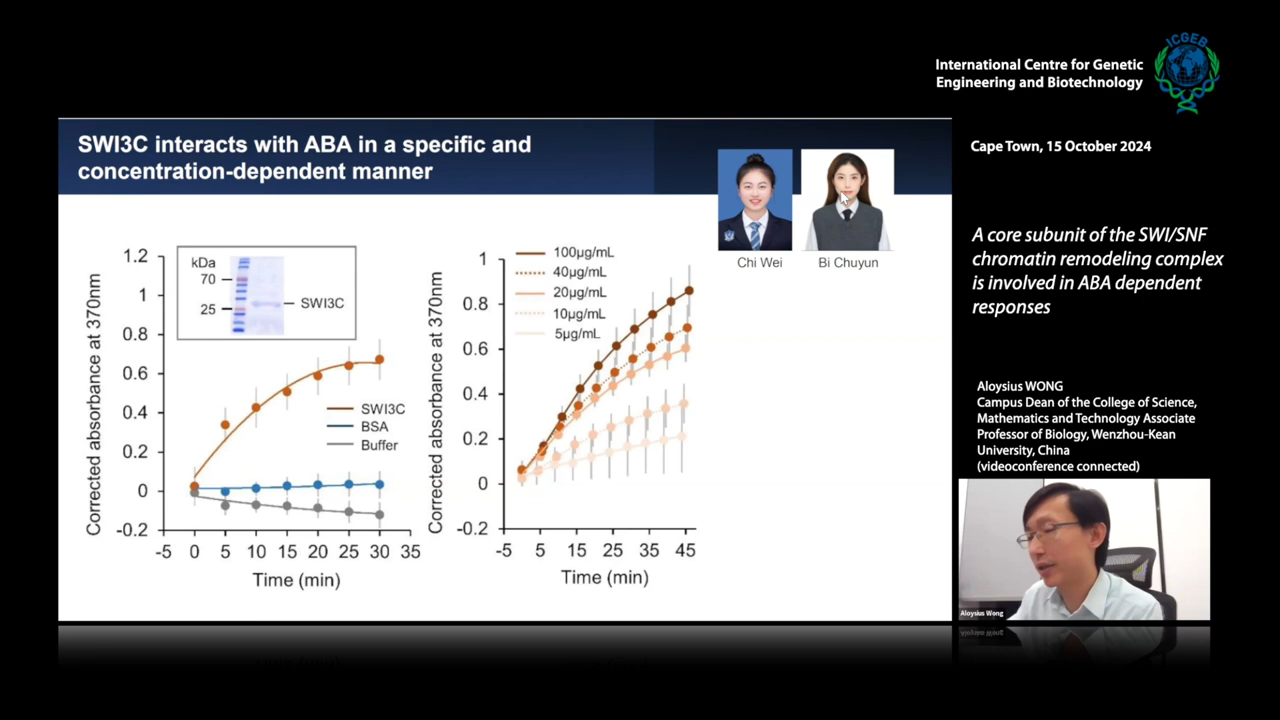 ICGEB
International Centre for Genetic
Engineering and Biotechnology
SWI3C interacts with ABA in a specific and
concentration-dependent manner
Chi Wei
Bi Chuyun
Cape Town, 15 October 2024
A core subunit of the SWI/SNF
chromatin remodeling complex
is involved in ABA dependent
responses
Aloysius WONG
Campus Dean of the College of Science,
Mathematics and Technology Associate
Professor of Biology, Wenzhou-Kean
University, China
(videoconference connected)
Aloysius Wong
Corrected absorbance at 370nm
1.2
1
0.8
0.6
0.4
0.2
0
-0.2
kDa
70
25
SWI3C
SWI3C
BSA
Buffer
-5 0 5 10 15 20 25 30 35
Time (min)
Corrected absorbance at 370nm
1
0.8
0.6
0.4
0.2
0
-0.2
100µg/mL
40µg/mL
20µg/mL
10µg/mL
5µg/mL
-5 5 15 25 35 45
Time (min)